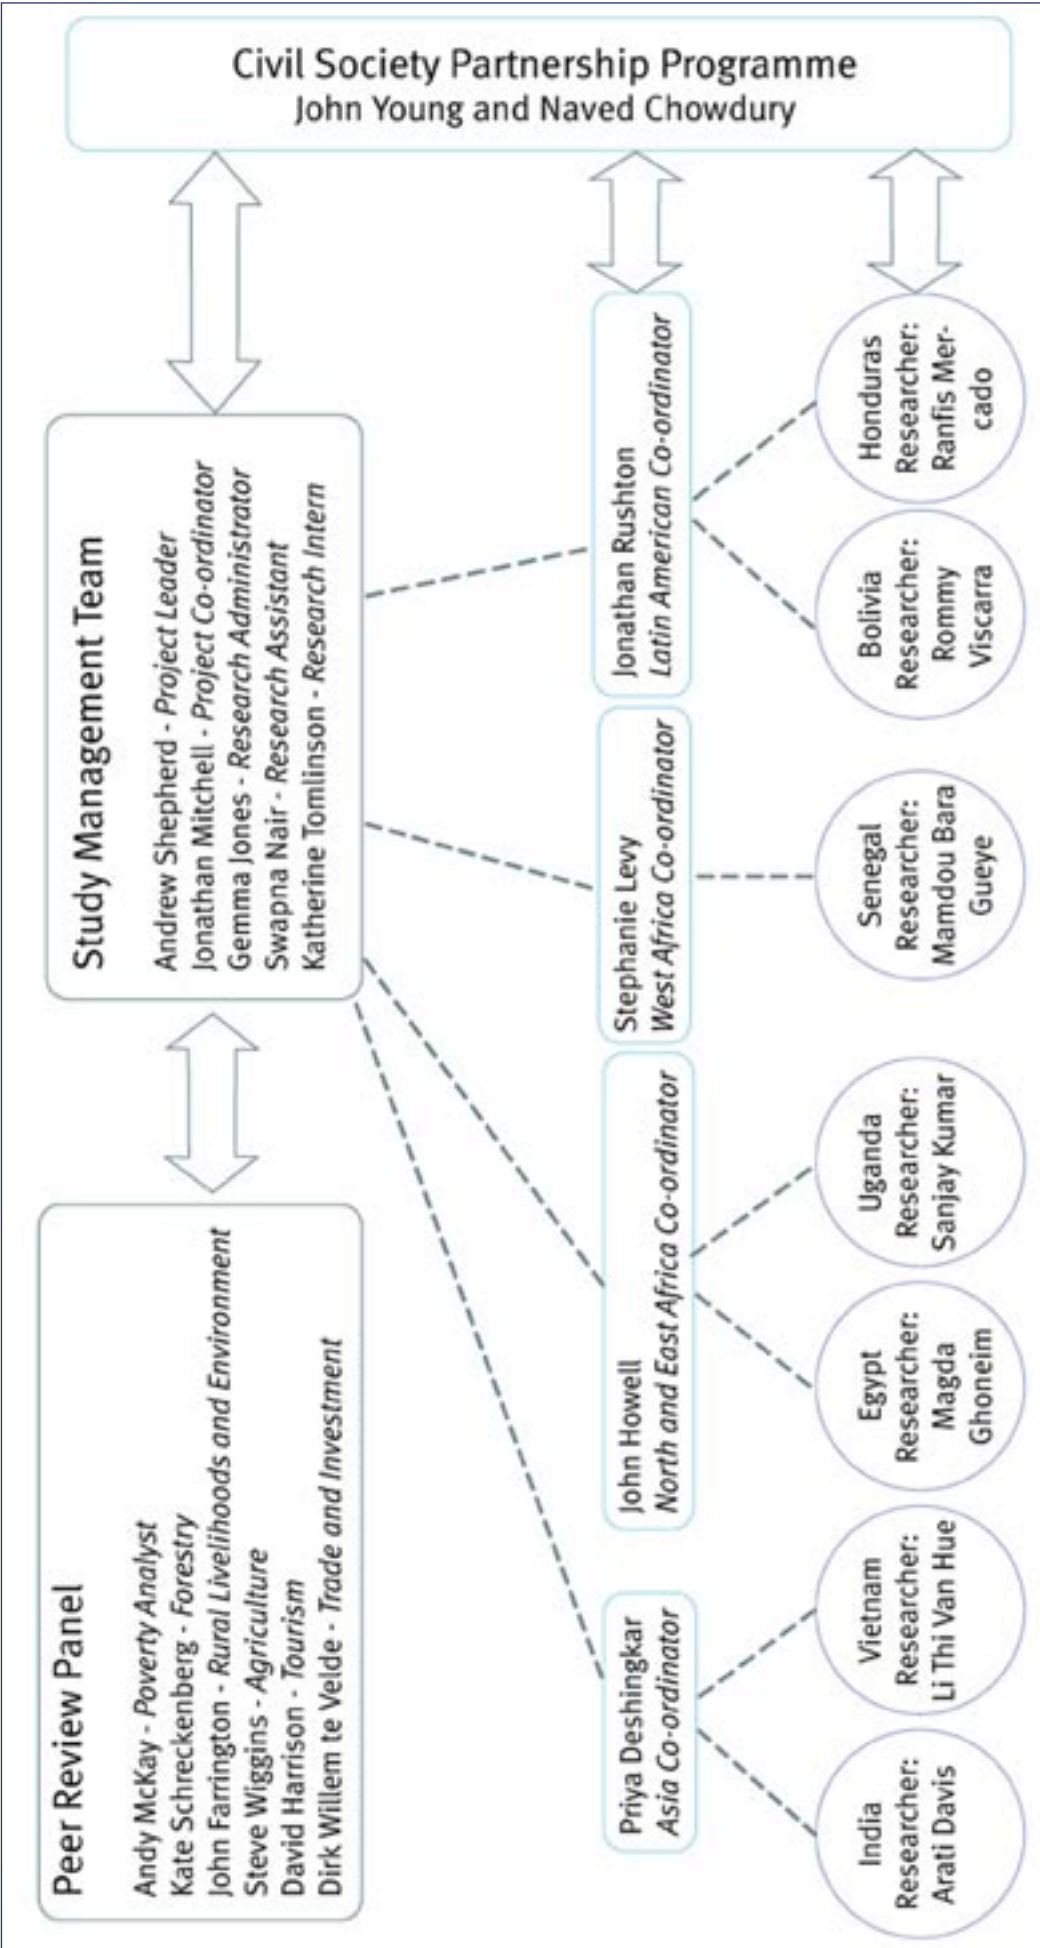 Civil Society Partnership Programme
John Young and Naved Chowdury
Peer Review Panel
Andy McKay - Poverty Analyst
Kate Schreckenberg - Forestry
John Farrington - Rural Livelihoods and Environment
Steve Wiggins - Agriculture
David Harrison - Tourism
Dirk Willem te Velde - Trade and Investment
Study Management Team
Andrew Shepherd - Project Leader
Jonathan Mitchell - Project Co-ordinator
Gemma Jones - Research Administrator
Swapna Nair - Research Assistant
Katherine Tomlinson - Research Intern
Priya Deshingkar
Asia Co-ordinator
John Howell
North and East Africa Co-ordinator
Stephanie Levy
West Africa Co-ordinator
Jonathan Rushton
Latin American Co-ordinator
India
Researcher:
Arati Davis
Vietnam
Researcher:
Li Thi Van Hue
Egypt
Researcher:
Magda
Ghoneim
Uganda
Researcher:
Sanjay Kumar
Senegal
Researcher:
Mamdou Bara
Gueye
Bolivia
Researcher:
Rommy
Viscarra
Honduras
Researcher:
Ranfis Mer-
cado